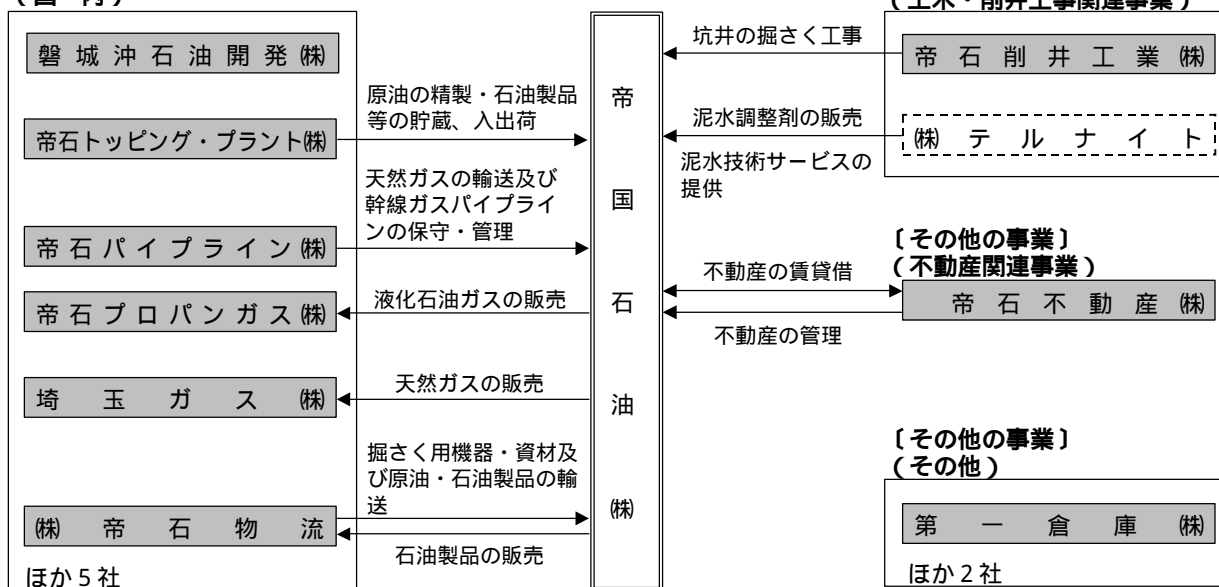 (国 内)
磐城沖石油開発㈱
帝石トッピング・プラント㈱
帝石パイプライン㈱
帝石プロパンガス㈱
埼玉ガス㈱
㈱帝石物流
ほか5社
原油の精製・石油製品
等の貯蔵、入出荷
天然ガスの輸送及び
幹線ガスパイプライ
ンの保守・管理
液化石油ガスの販売
天然ガスの販売
掘さく用機器・資材及
び原油・石油製品の輸
送
石油製品の販売
帝国石油㈱
坑井の掘さく工事
泥水調整剤の販売
泥水技術サービスの
提供
不動産の賃貸借
不動産の管理
(土木・削井工事関連事業)
帝石削井工業㈱
㈱テルナイト
〔その他の事業〕
(不動産関連事業)
帝石不動産㈱
〔その他の事業〕
(その他)
第一倉庫㈱
ほか2社